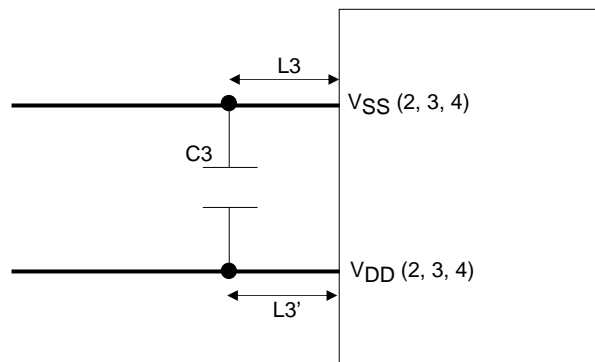 L3
VSS (2, 3, 4)
C3
VDD (2, 3, 4)
L3’